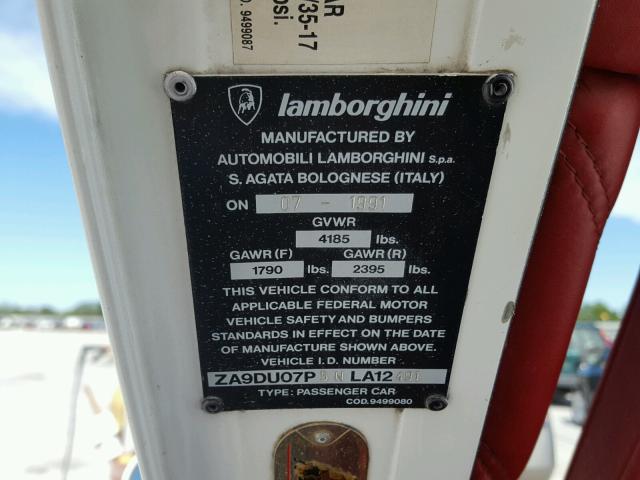 AR
/35-17
osi.
COD. 9499087
lamborghini
MANUFACTURED BY
AUTOMOBILI LAMBORGHINI s.p.a.
S. AGATA BOLOGNESE (ITALY)
ON 07 - 1991
GVWR
4185 lbs.
GAWR (F) GAWR (R)
1790 lbs. 2395 lbs.
THIS VEHICLE CONFORM TO ALL
APPLICABLE FEDERAL MOTOR
VEHICLE SAFETY AND BUMPERS
STANDARDS IN EFFECT ON THE DATE
OF MANUFACTURE SHOWN ABOVE.
VEHICLE I.D. NUMBER
ZA9DU07P LA12
TYPE: PASSENGER CAR
COD.9499080